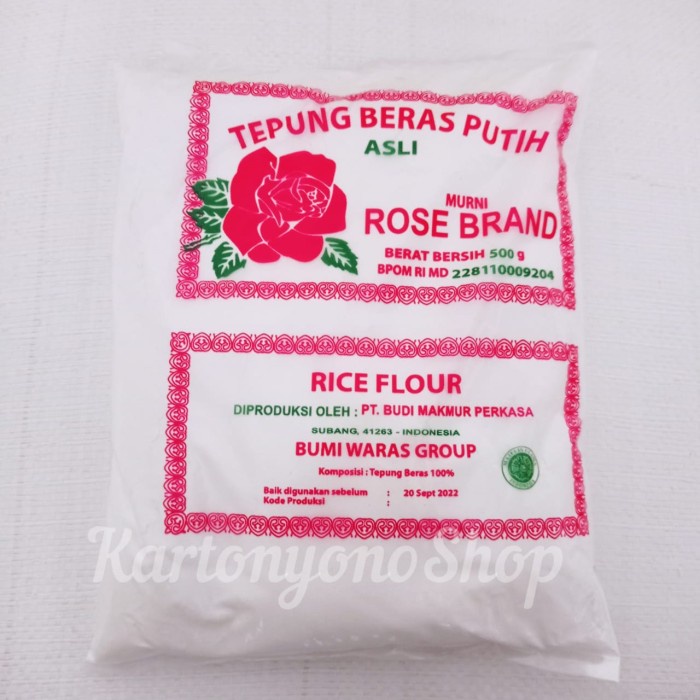 TEPUNG BERAS PUTIH
ASLI
MURNI
ROSE BRAND
BERAT BERSIH 500 g
BPOM RI MD 228110009204
RICE FLOUR
DIPRODUKSI OLEH : PT. BUDI MAKMUR PERKASA
SUBANG, 41263 - INDONESIA
BUMI WARAS GROUP
Komposisi : Tepung Beras 100%
Baik digunakan sebelum : 20 Sept 2022
Kode Produksi :
KartonyonoShop